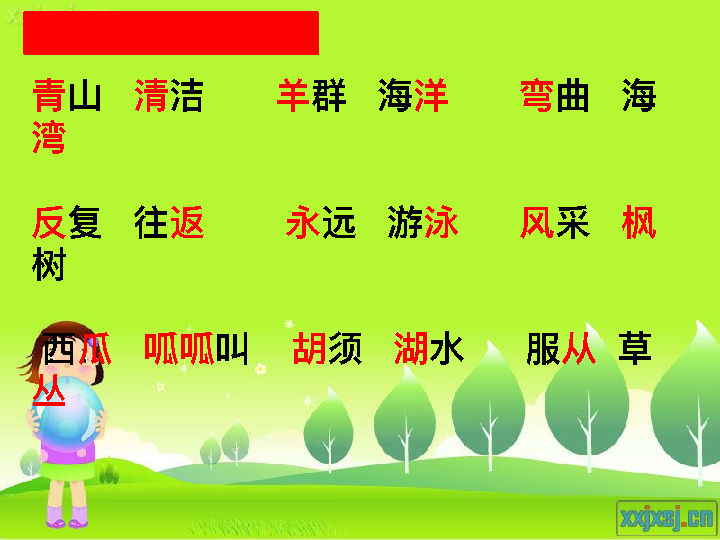 青山 清洁 羊群 海洋 弯曲 海
湾
反复 往返 永远 游泳 风采 枫
树
西瓜 呱呱叫 胡须 湖水 服从 草
丛
xxjxsj.cn